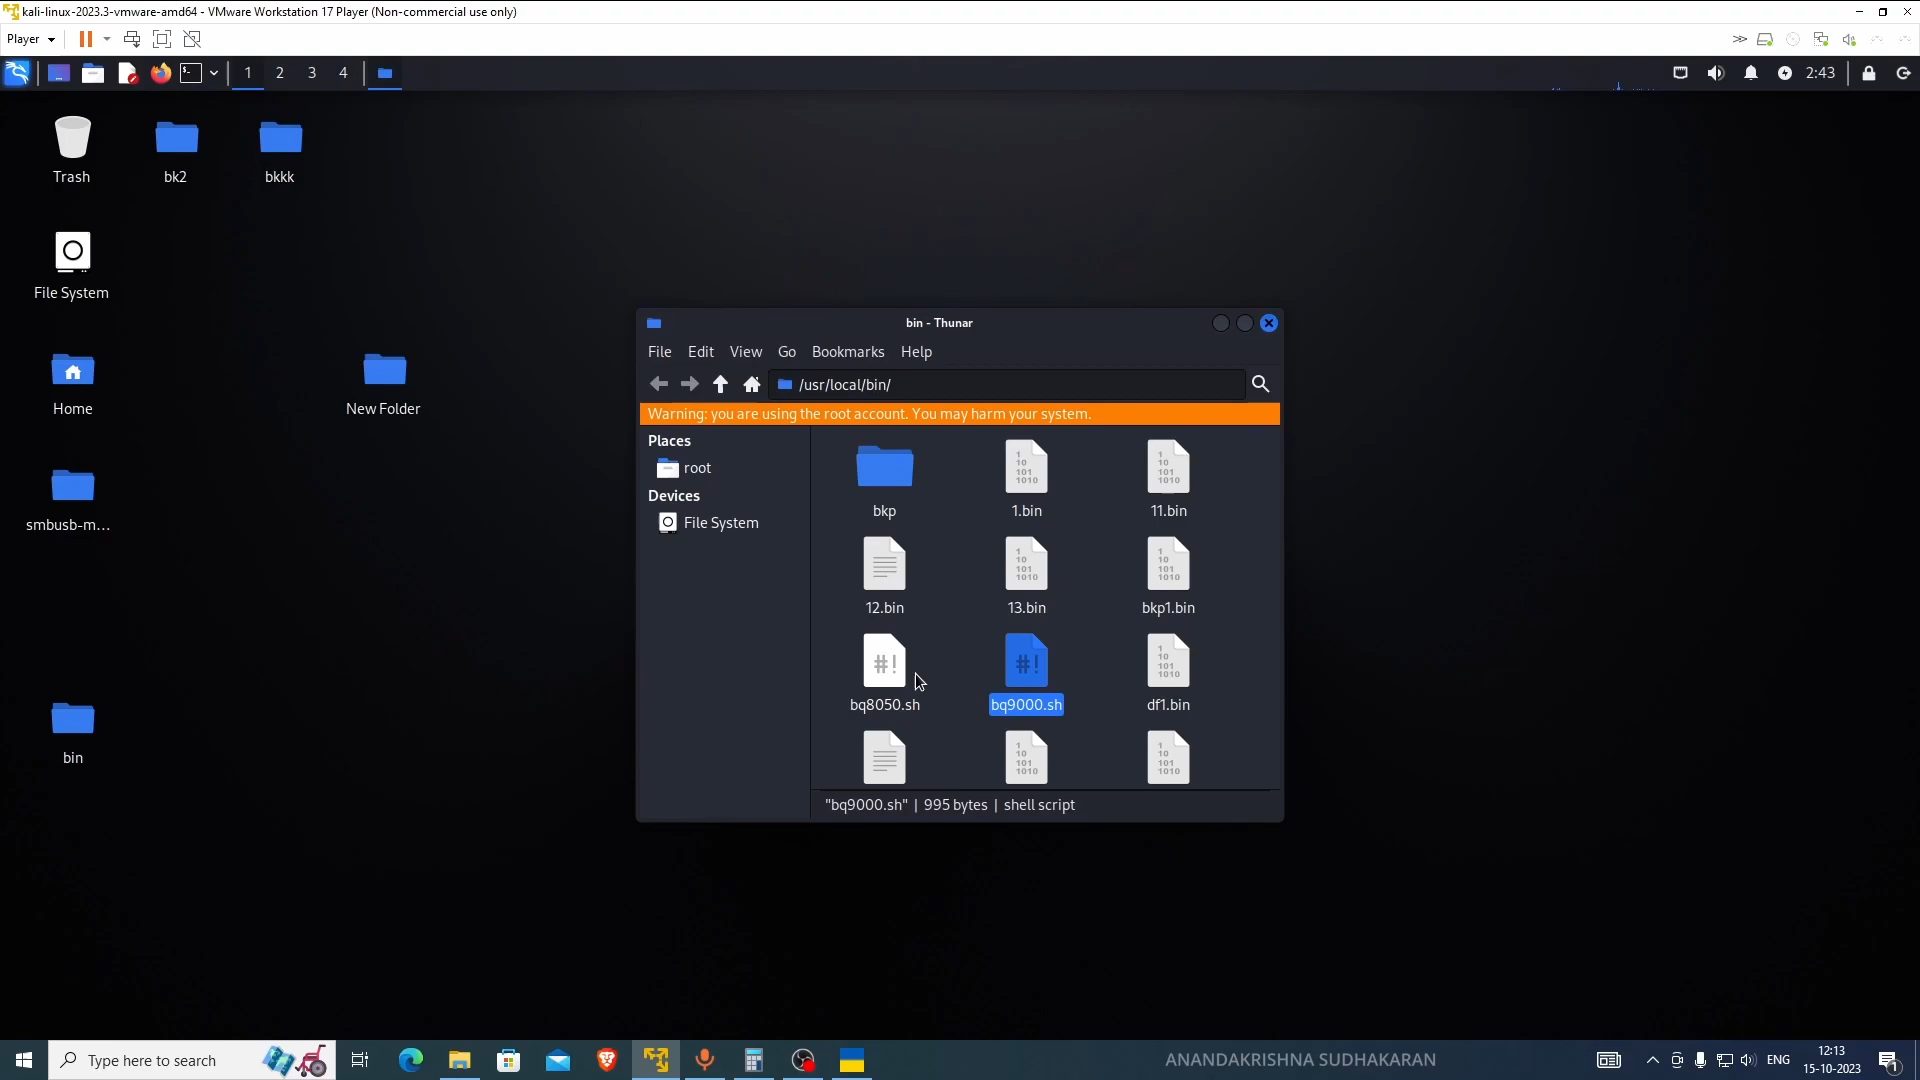 kali-linux-2023.3-vmware-amd64 - VMware Workstation 17 Player (Non-commercial use only)
Player
1 2 3 4
2:43
Trash
bk2
bkkk
File System
Home
New Folder
smbusb-m...
bin
bin - Thunar
File Edit View Go Bookmarks Help
/usr/local/bin/
Warning: you are using the root account. You may harm your system.
Places
root
Devices
File System
bkp
1.bin
11.bin
12.bin
13.bin
bkp1.bin
bq8050.sh
bq9000.sh
df1.bin
"bq9000.sh" | 995 bytes | shell script
Type here to search
ANANDAKRISHNA SUDHAKARAN
ENG
12:13
15-10-2023
1